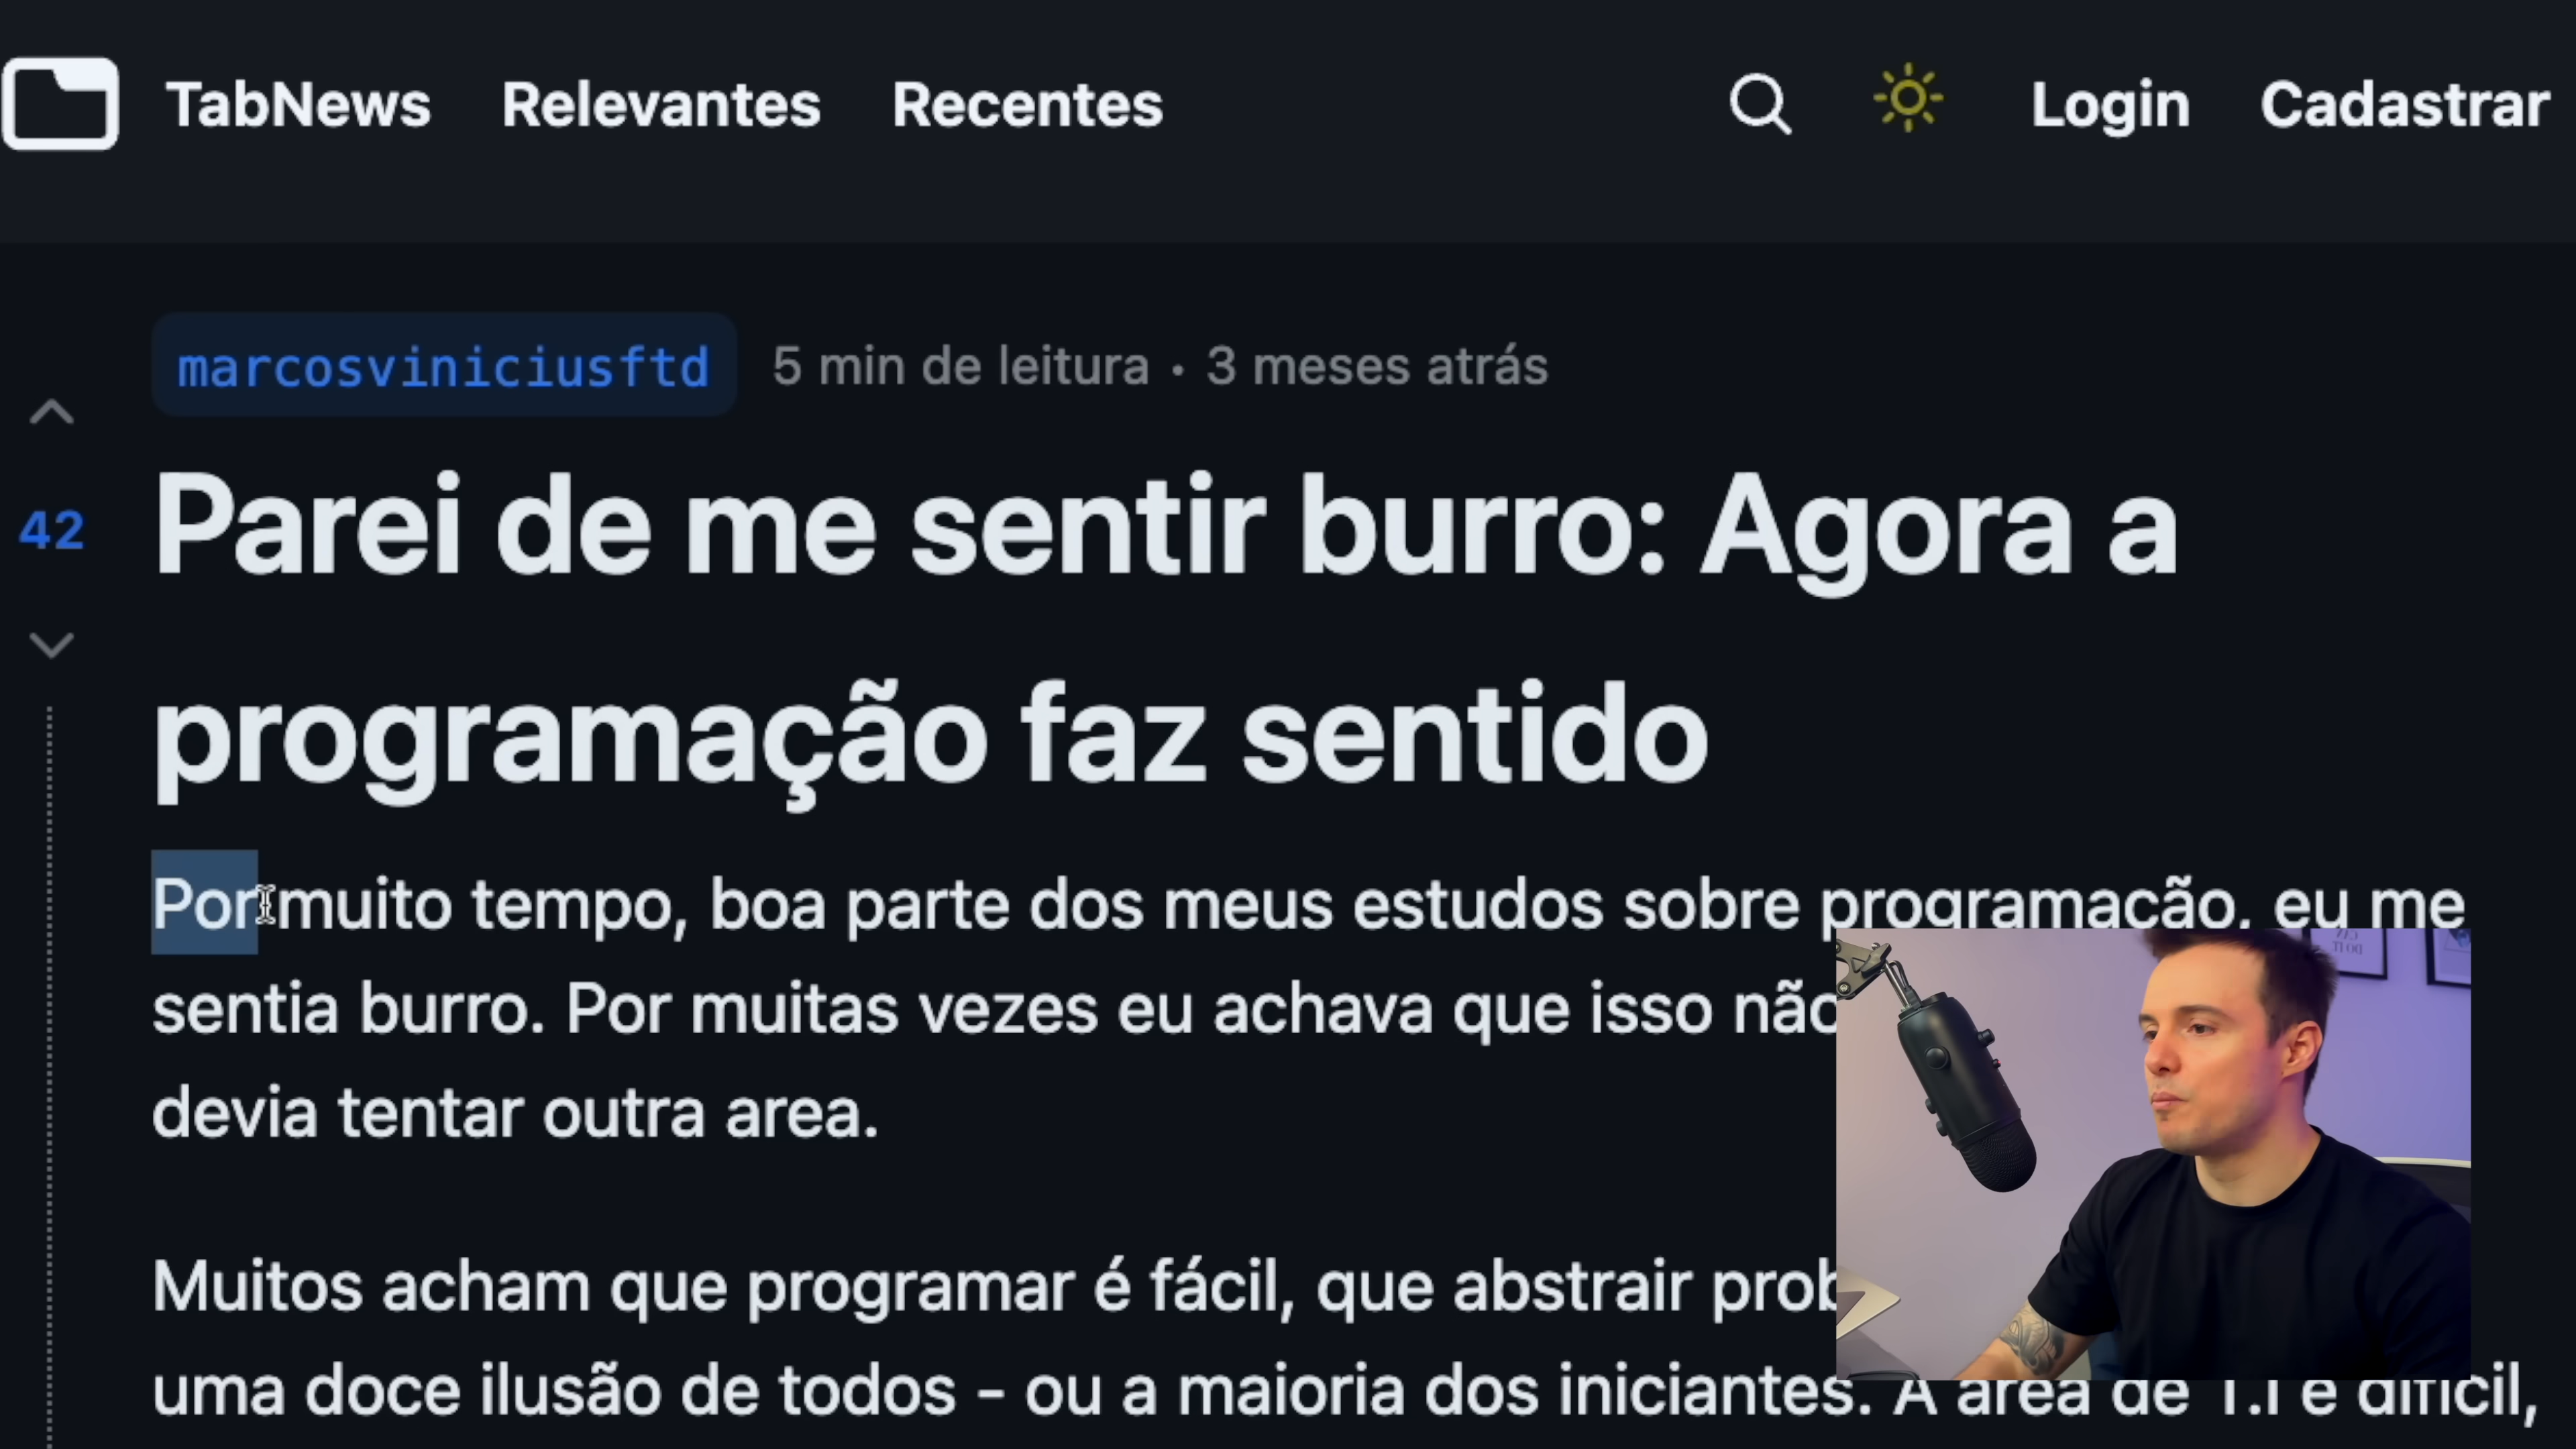 TabNews Relevantes Recentes Login Cadastrar
marcosviniciusftd 5 min de leitura • 3 meses atrás
42
Parei de me sentir burro: Agora a
programação faz sentido
Por muito tempo, boa parte dos meus estudos sobre programação, eu me
sentia burro. Por muitas vezes eu achava que isso não
devia tentar outra area.
Muitos acham que programar é fácil, que abstrair
uma doce ilusão de todos - ou a maioria dos iniciantes. A área de T.I é difícil,